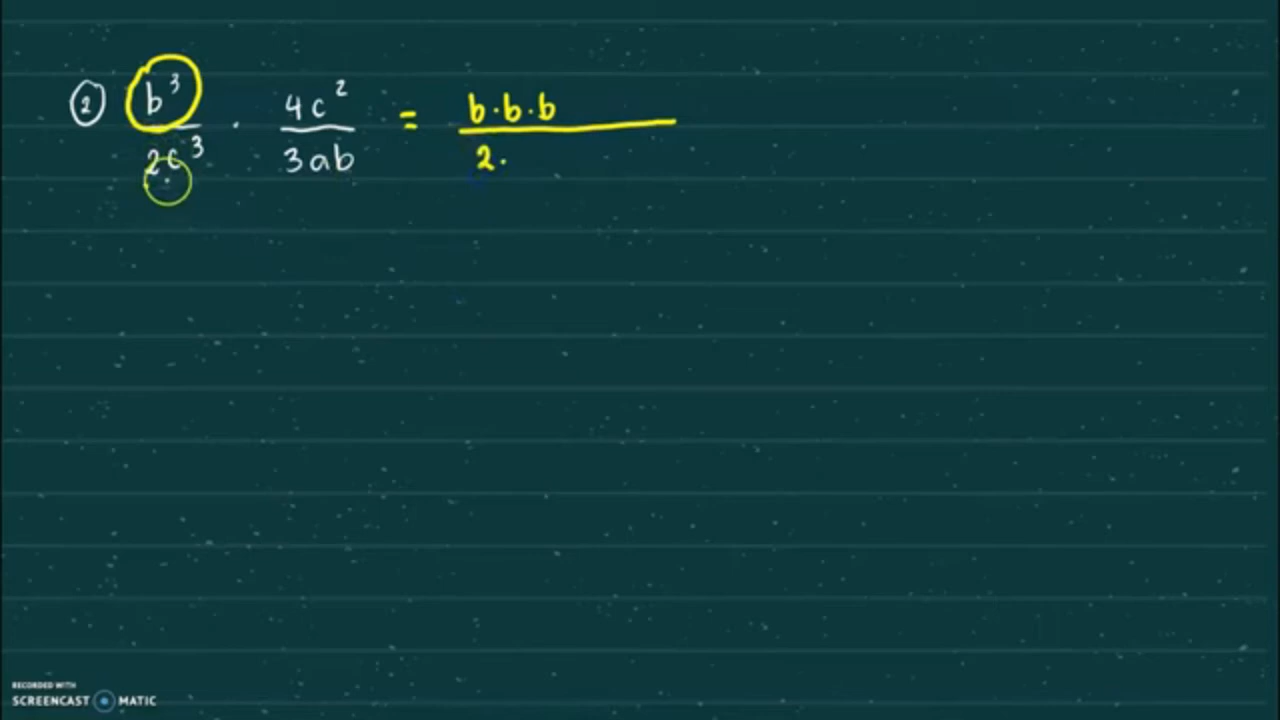 ② b³/2c³ · 4c²/3ab = b·b·b/2·
RECORDED WITH
SCREENCAST MATIC